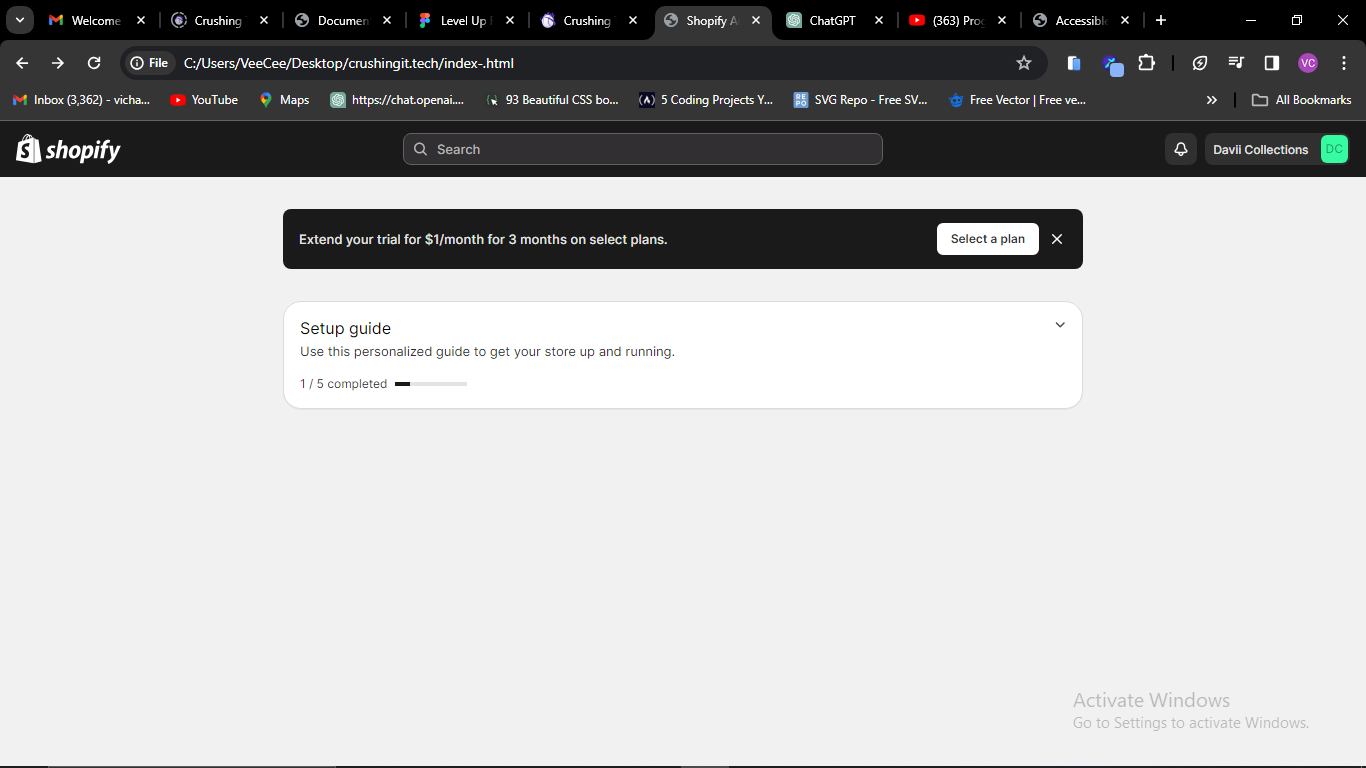 Welcome
Crushing
Documen
Level Up
Crushing
Shopify A
ChatGPT
(363) Pro
Accessible
File
C:/Users/VeeCee/Desktop/crushingit.tech/index-.html
VC
Inbox (3,362) - vicha...
YouTube
Maps
https://chat.openai....
93 Beautiful CSS bo...
5 Coding Projects Y...
RE
PO
SVG Repo - Free SV...
Free Vector | Free ve...
»
All Bookmarks
shopify
Search
Davii Collections
DC
Extend your trial for $1/month for 3 months on select plans.
Select a plan
Setup guide
Use this personalized guide to get your store up and running.
1 / 5 completed
Activate Windows
Go to Settings to activate Windows.